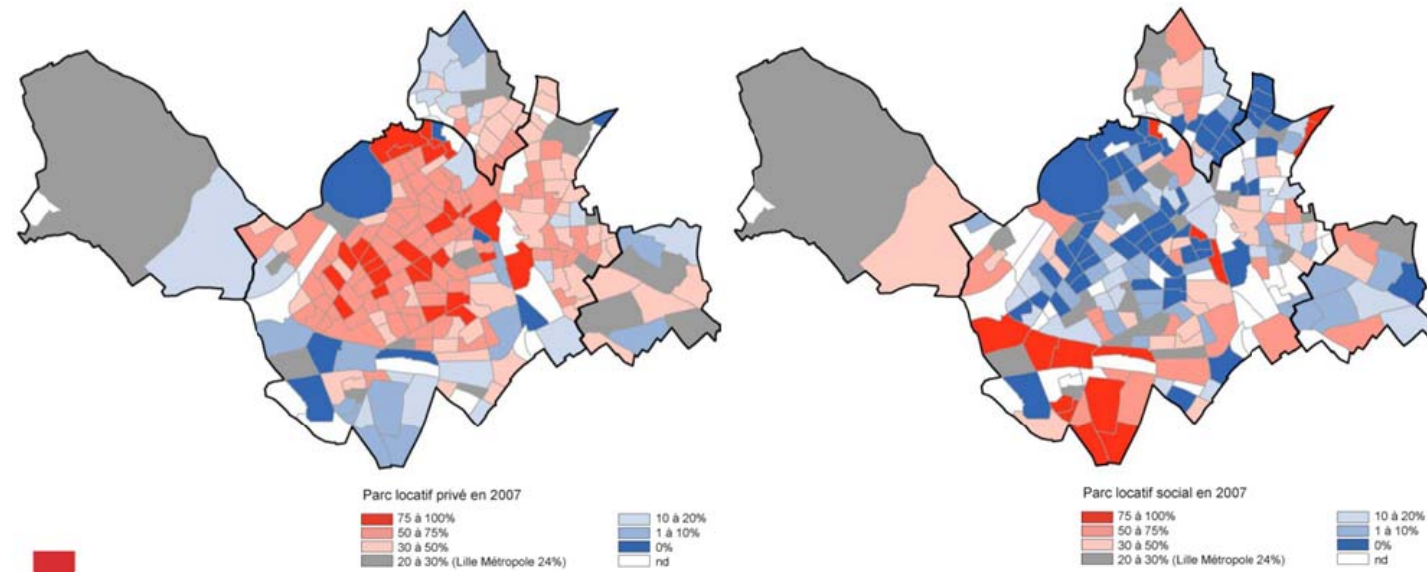 Parc locatif privé en 2007
75 à 100%
50 à 75%
30 à 50%
20 à 30% (Lille Métropole 24%)
10 à 20%
1 à 10%
0%
nd
Parc locatif social en 2007
75 à 100%
50 à 75%
30 à 50%
20 à 30% (Lille Métropole 24%)
10 à 20%
1 à 10%
0%
nd